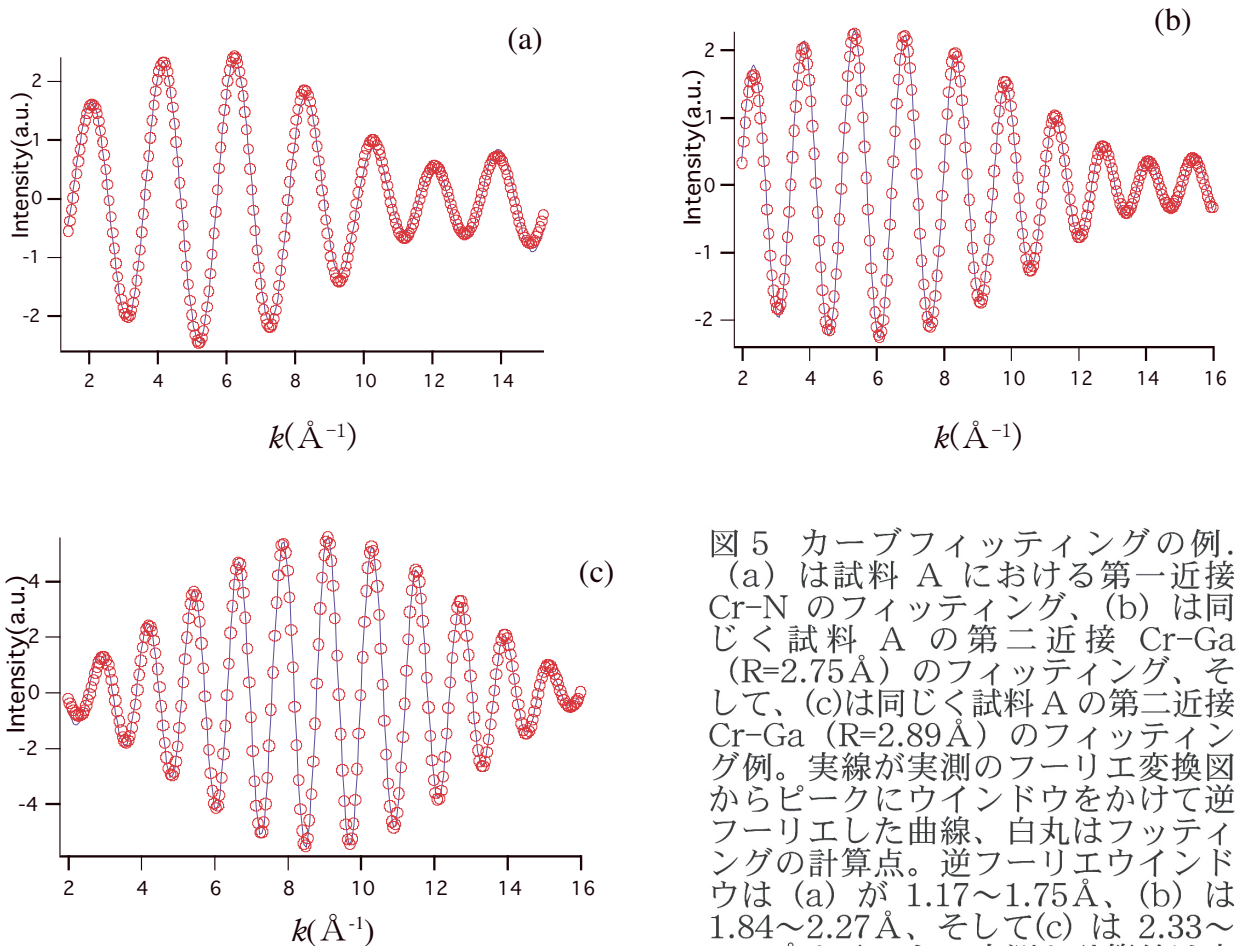 (a)
Intensity(a.u.)
2
1
0
-1
-2
2 4 6 8 10 12 14
k(Å⁻¹)
(b)
Intensity(a.u.)
2
1
0
-1
-2
2 4 6 8 10 12 14 16
k(Å⁻¹)
(c)
Intensity(a.u.)
4
2
0
-2
-4
2 4 6 8 10 12 14 16
k(Å-1)
図 5 カーブフィッティングの例.
(a) は試料 A における第一近接
Cr-N のフィッティング、(b) は同
じく試料 A の第二近接 Cr-Ga
(R=2.75Å) のフィッティング、そ
して、(c)は同じく試料 A の第二近接
Cr-Ga (R=2.89Å) のフィッティン
グ例。実線が実測のフーリエ変換図
からピークにウインドウをかけて逆
フーリエした曲線、白丸はフッティ
ングの計算点。逆フーリエウインド
ウは (a) が 1.17～1.75Å、(b) は
1.84～2.27Å、そして(c) は 2.33～